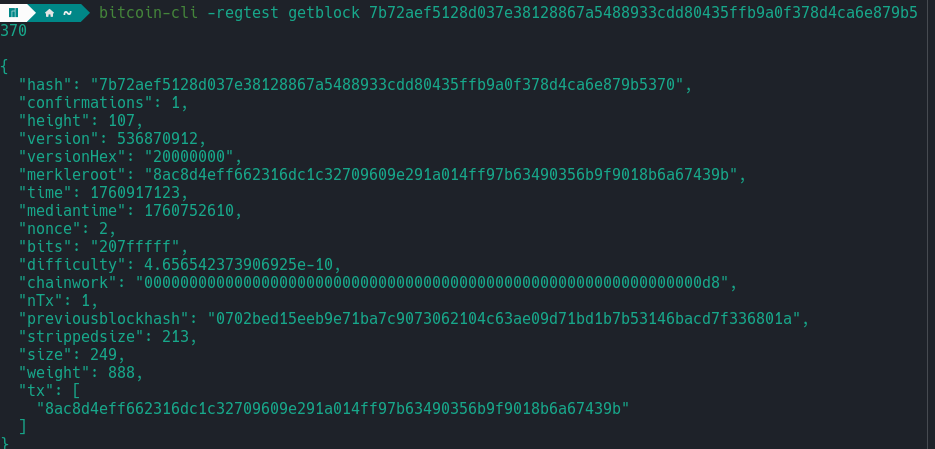 ~ bitcoin-cli -regtest getblock 7b72aef5128d037e38128867a5488933cdd80435ffb9a0f378d4ca6e879b5
370
{
"hash": "7b72aef5128d037e38128867a5488933cdd80435ffb9a0f378d4ca6e879b5370",
"confirmations": 1,
"height": 107,
"version": 536870912,
"versionHex": "20000000",
"merkleroot": "8ac8d4eff662316dc1c32709609e291a014ff97b63490356b9f9018b6a67439b",
"time": 1760917123,
"mediantime": 1760752610,
"nonce": 2,
"bits": "207fffff",
"difficulty": 4.656542373906925e-10,
"chainwork": "00000000000000000000000000000000000000000000000000000000000000d8",
"nTx": 1,
"previousblockhash": "0702bed15eeb9e71ba7c9073062104c63ae09d71bd1b7b53146bacd7f336801a",
"strippedsize": 213,
"size": 249,
"weight": 888,
"tx": [
"8ac8d4eff662316dc1c32709609e291a014ff97b63490356b9f9018b6a67439b"
]
}